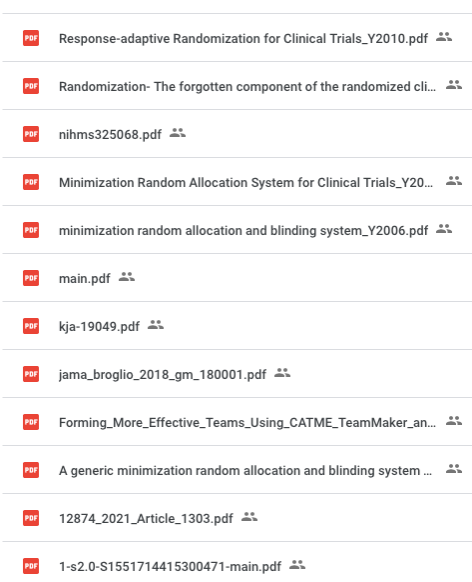 PDF Response-adaptive Randomization for Clinical Trials_Y2010.pdf
PDF Randomization- The forgotten component of the randomized cli...
PDF nihms325068.pdf
PDF Minimization Random Allocation System for Clinical Trials_Y20...
PDF minimization random allocation and blinding system_Y2006.pdf
PDF main.pdf
PDF kja-19049.pdf
PDF jama_broglio_2018_gm_180001.pdf
PDF Forming_More_Effective_Teams_Using_CATME_TeamMaker_an...
PDF A generic minimization random allocation and blinding system ...
PDF 12874_2021_Article_1303.pdf
PDF 1-s2.0-S1551714415300471-main.pdf